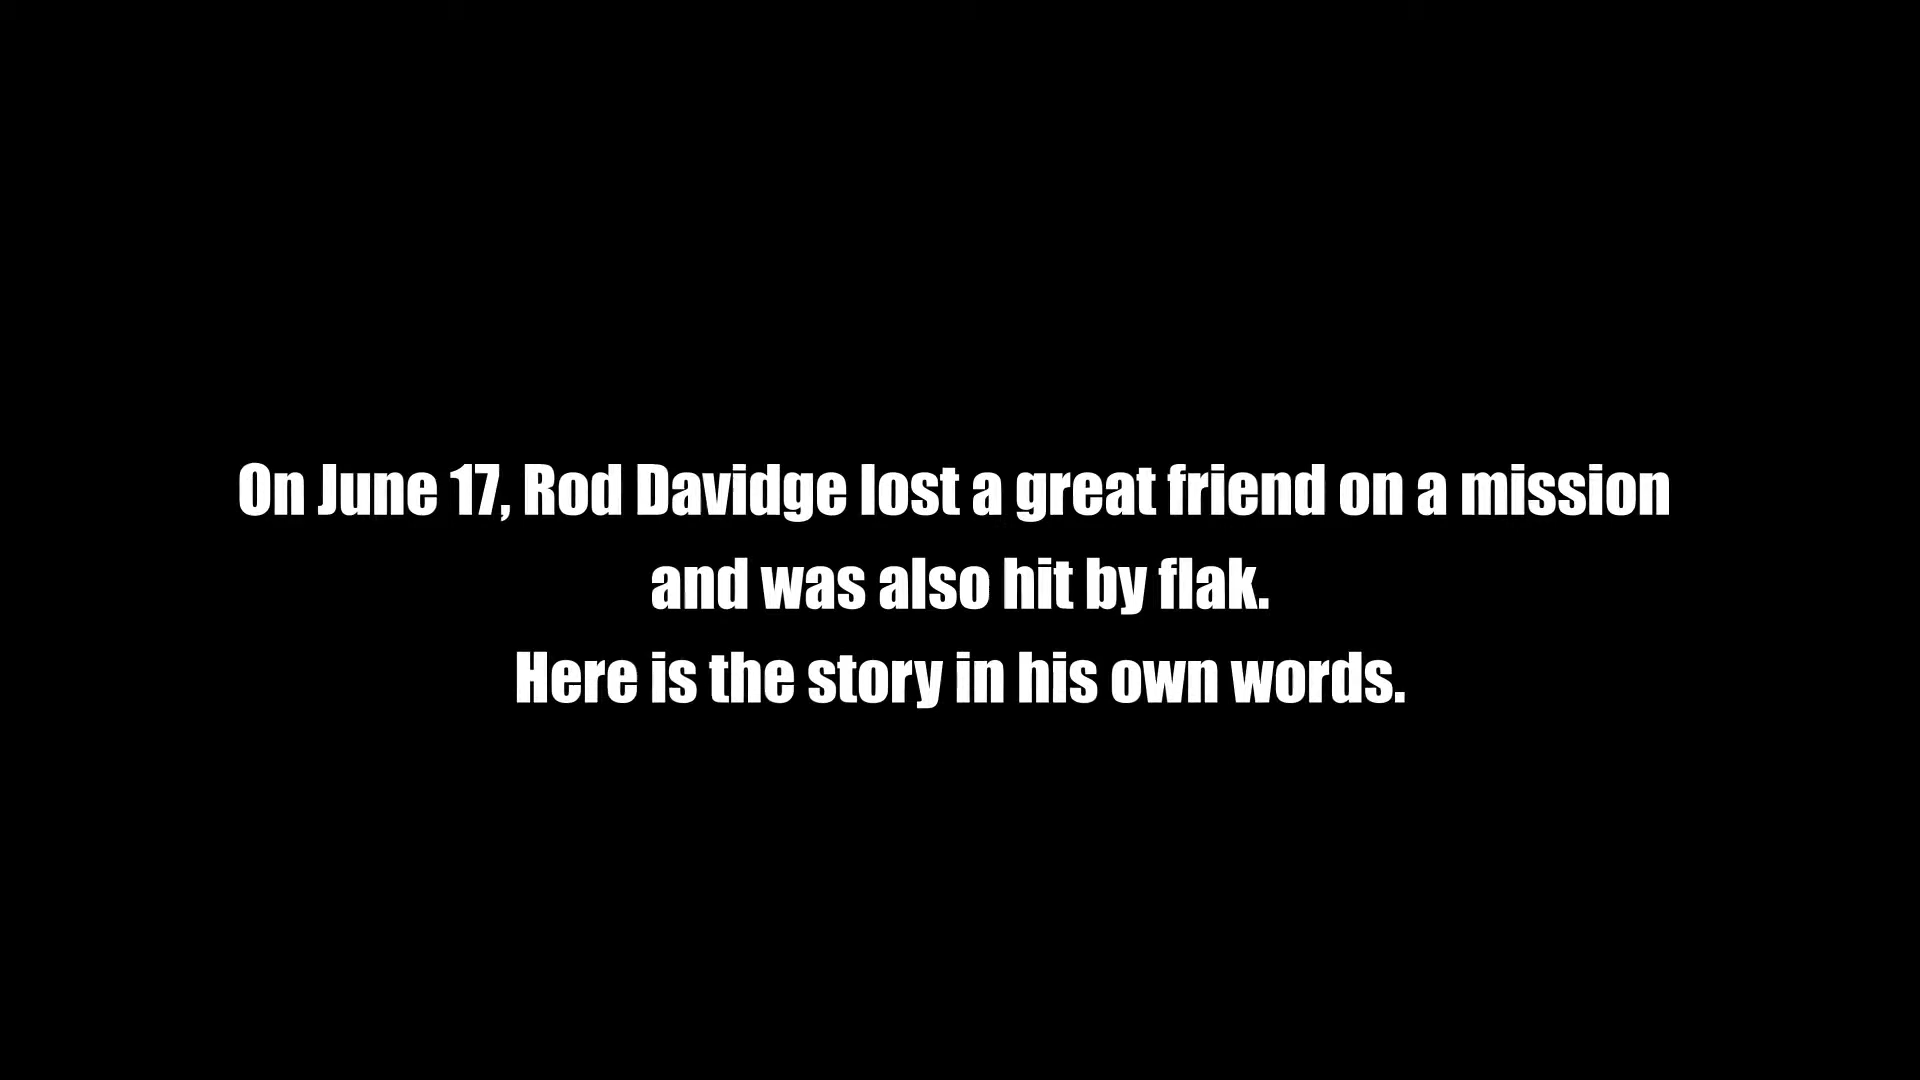 On June 17, Rod Davidge lost a great friend on a mission
and was also hit by flak.
Here is the story in his own words.